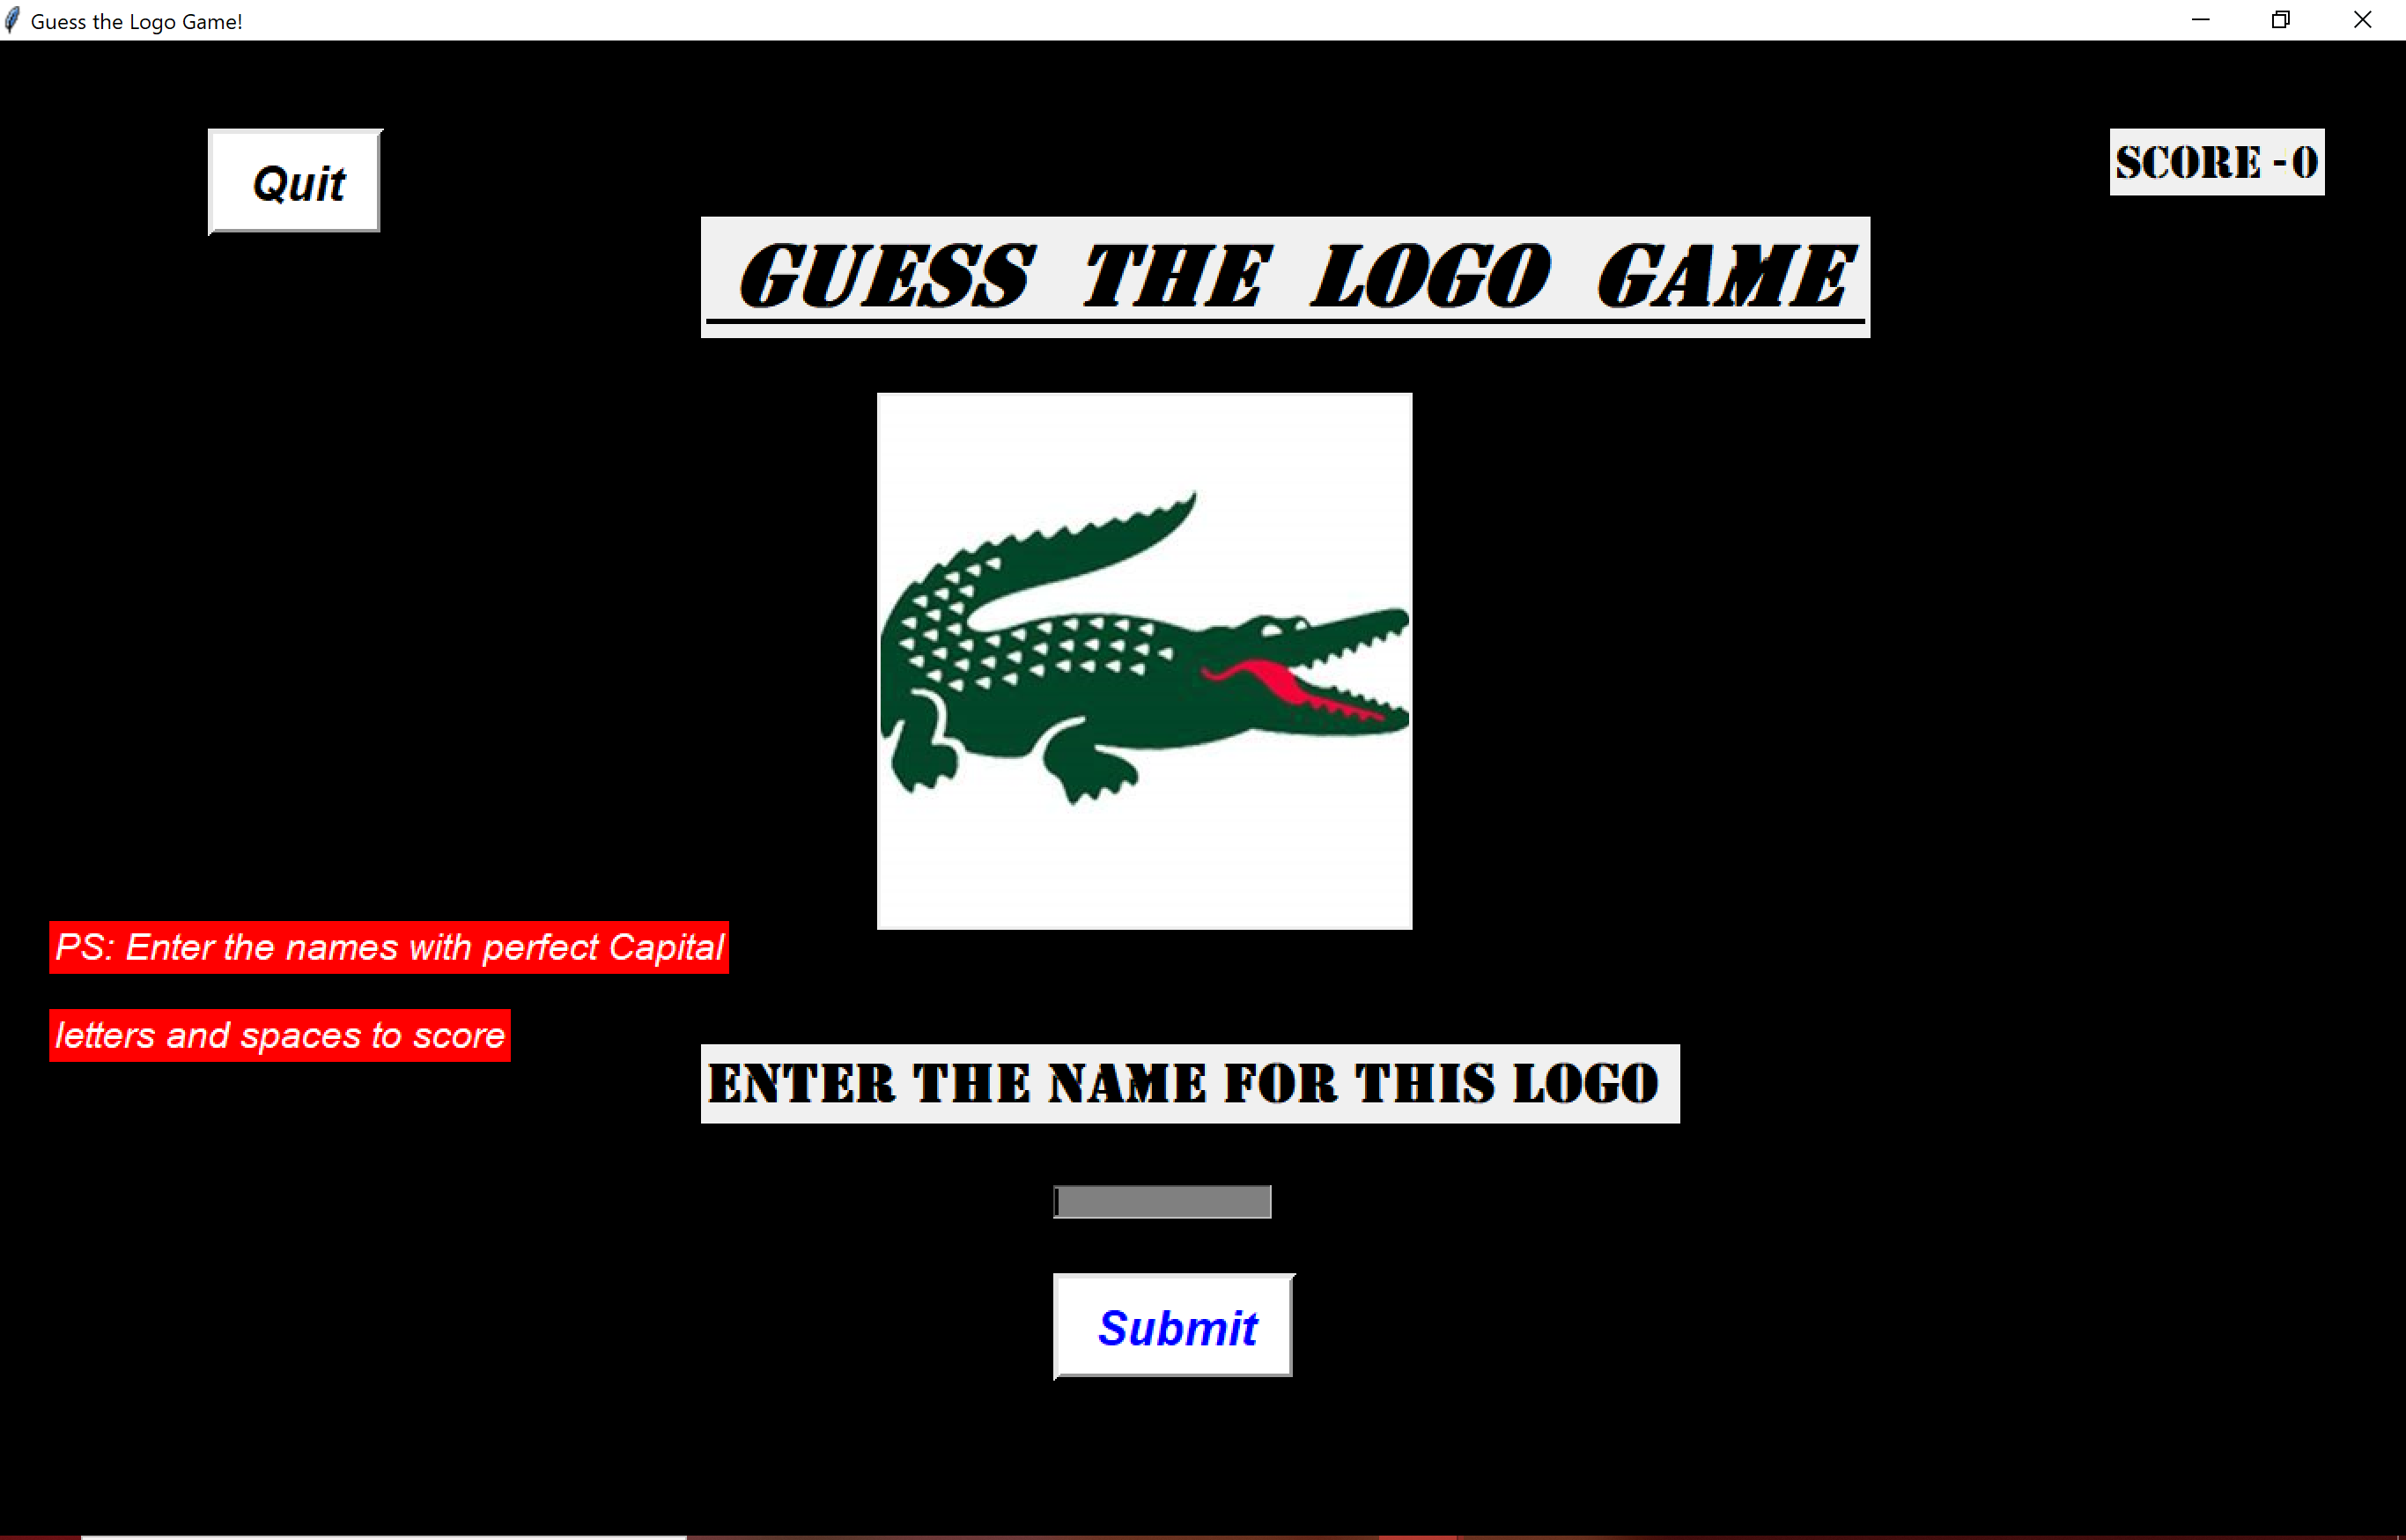 Guess the Logo Game!
Quit
SCORE -0
GUESS THE LOGO GAME
PS: Enter the names with perfect Capital
letters and spaces to score
ENTER THE NAME FOR THIS LOGO
Submit